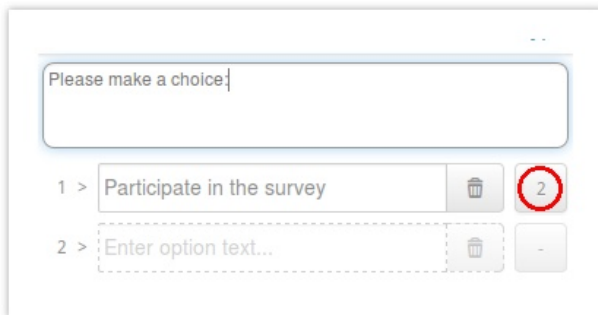 Please make a choice:
1 > Participate in the survey 2
2 > Enter option text... -